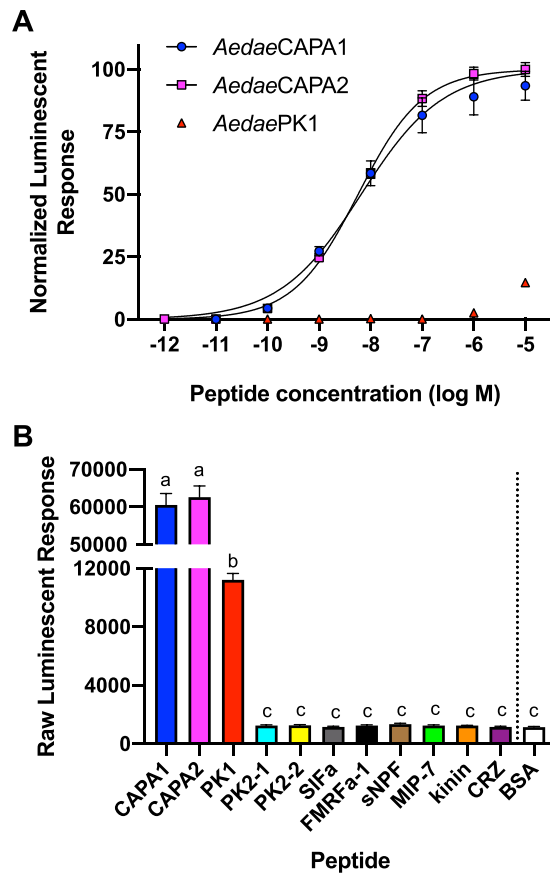 A
AedaeCAPA1
AedaeCAPA2
AedaePK1
Normalized Luminescent
Response
100
75
50
25
0
-12 -11 -10 -9 -8 -7 -6 -5
Peptide concentration (log M)
B
Raw Luminescent Response
70000
60000
50000
12000
8000
4000
0
a a b c c c c c c c c c
CAPA1 CAPA2 PK1 PK2-1 PK2-2 SIFa FMRFa-1 sNPF MIP-7 kinin CRZ BSA
Peptide